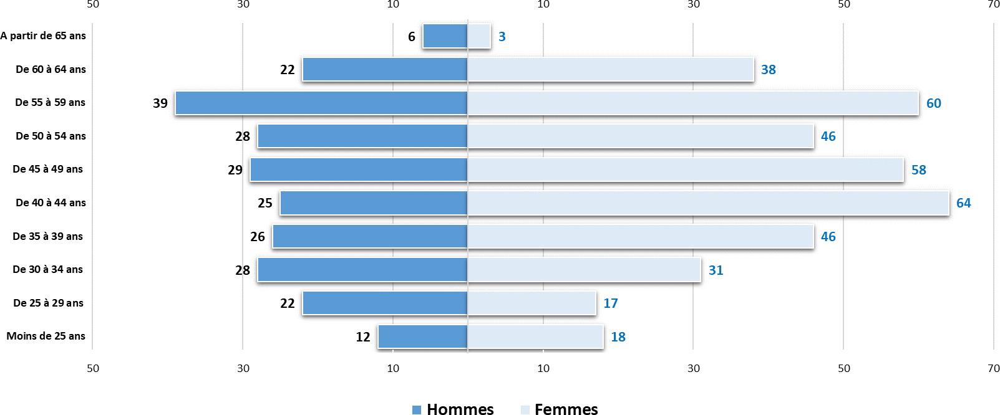 50 30 10 10 30 50 70
A partir de 65 ans 6 3
De 60 à 64 ans 22 38
De 55 à 59 ans 39 60
De 50 à 54 ans 28 46
De 45 à 49 ans 29 58
De 40 à 44 ans 25 64
De 35 à 39 ans 26 46
De 30 à 34 ans 28 31
De 25 à 29 ans 22 17
Moins de 25 ans 12 18
50 30 10 10 30 50 70
Hommes Femmes